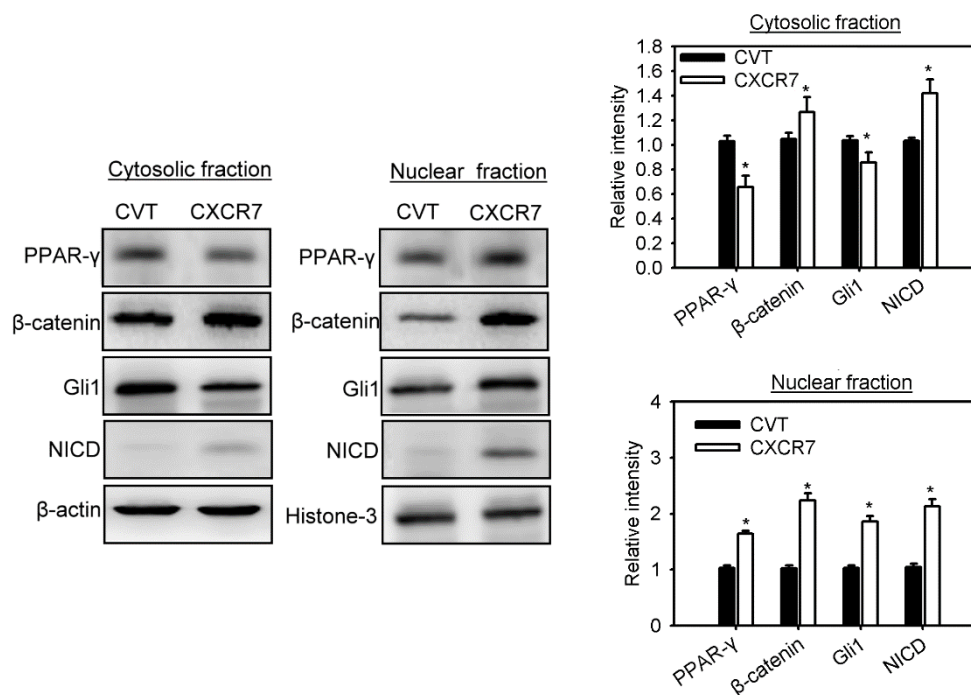 Cytosolic fraction
CVT CXCR7
PPAR-γ
β-catenin
Gli1
NICD
β-actin
Nuclear fraction
CVT CXCR7
PPAR-γ
β-catenin
Gli1
NICD
Histone-3
Cytosolic fraction
Relative intensity
1.8
1.6
1.4
1.2
1.0
0.8
0.6
0.4
0.2
0.0
CVT
CXCR7
* * * *
PPAR-γ β-catenin Gli1 NICD
Nuclear fraction
Relative intensity
4
3
2
1
0
CVT
CXCR7
* * * *
PPAR-γ β-catenin Gli1 NICD